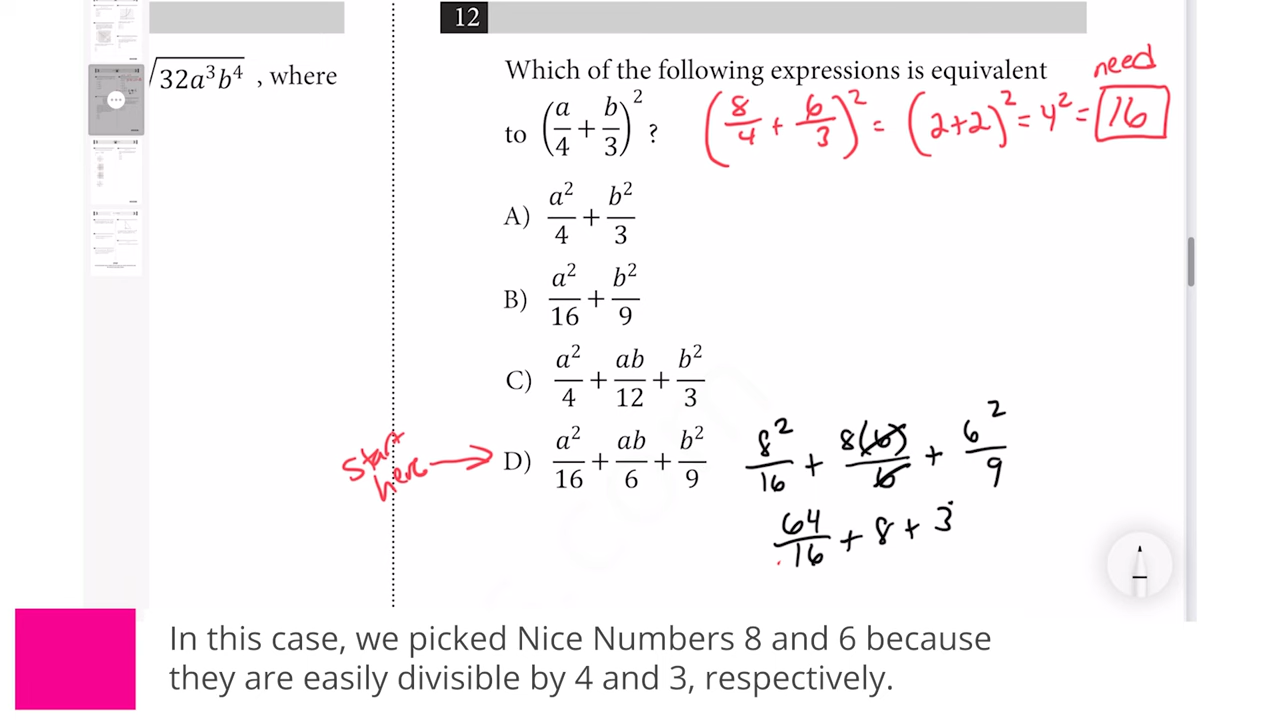 12
√32a³b⁴ , where
Which of the following expressions is equivalent
to (a/4 + b/3)² ?
need
(8/4 + 6/3)² = (2+2)² = 4² = 16
A) a²/4 + b²/3
B) a²/16 + b²/9
C) a²/4 + ab/12 + b²/3
start
here
D) a²/16 + ab/6 + b²/9
8²/16 + 8(6)/6 + 6²/9
64/16 + 8 + 3
In this case, we picked Nice Numbers 8 and 6 because
they are easily divisible by 4 and 3, respectively.